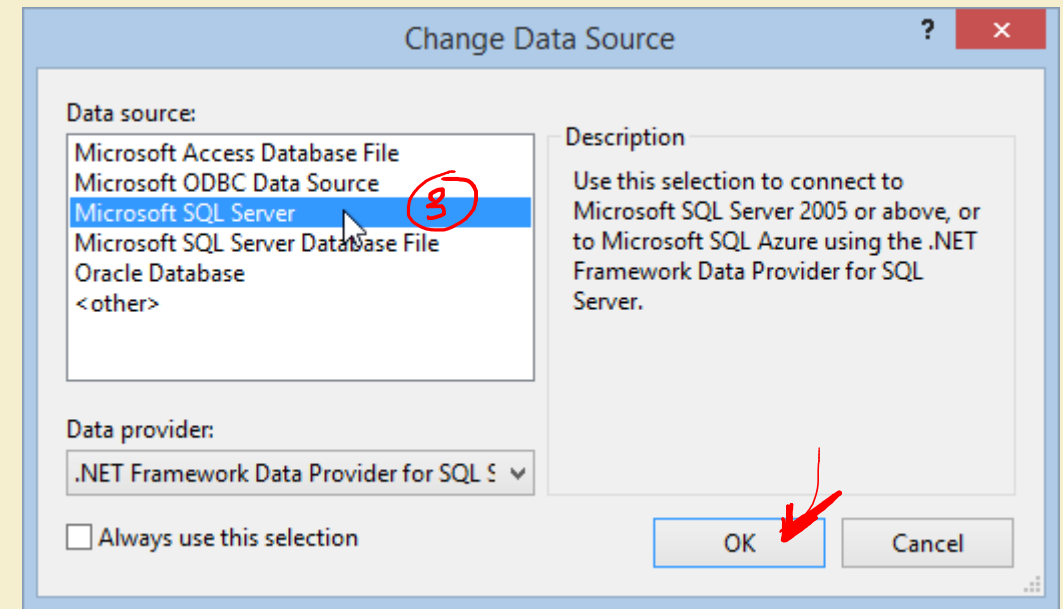 Change Data Source
?
Data source:
Microsoft Access Database File
Microsoft ODBC Data Source
Microsoft SQL Server
8
Microsoft SQL Server Database File
Oracle Database
<other>
Description
Use this selection to connect to
Microsoft SQL Server 2005 or above, or
to Microsoft SQL Azure using the .NET
Framework Data Provider for SQL
Server.
Data provider:
.NET Framework Data Provider for SQL S
Always use this selection
OK
Cancel